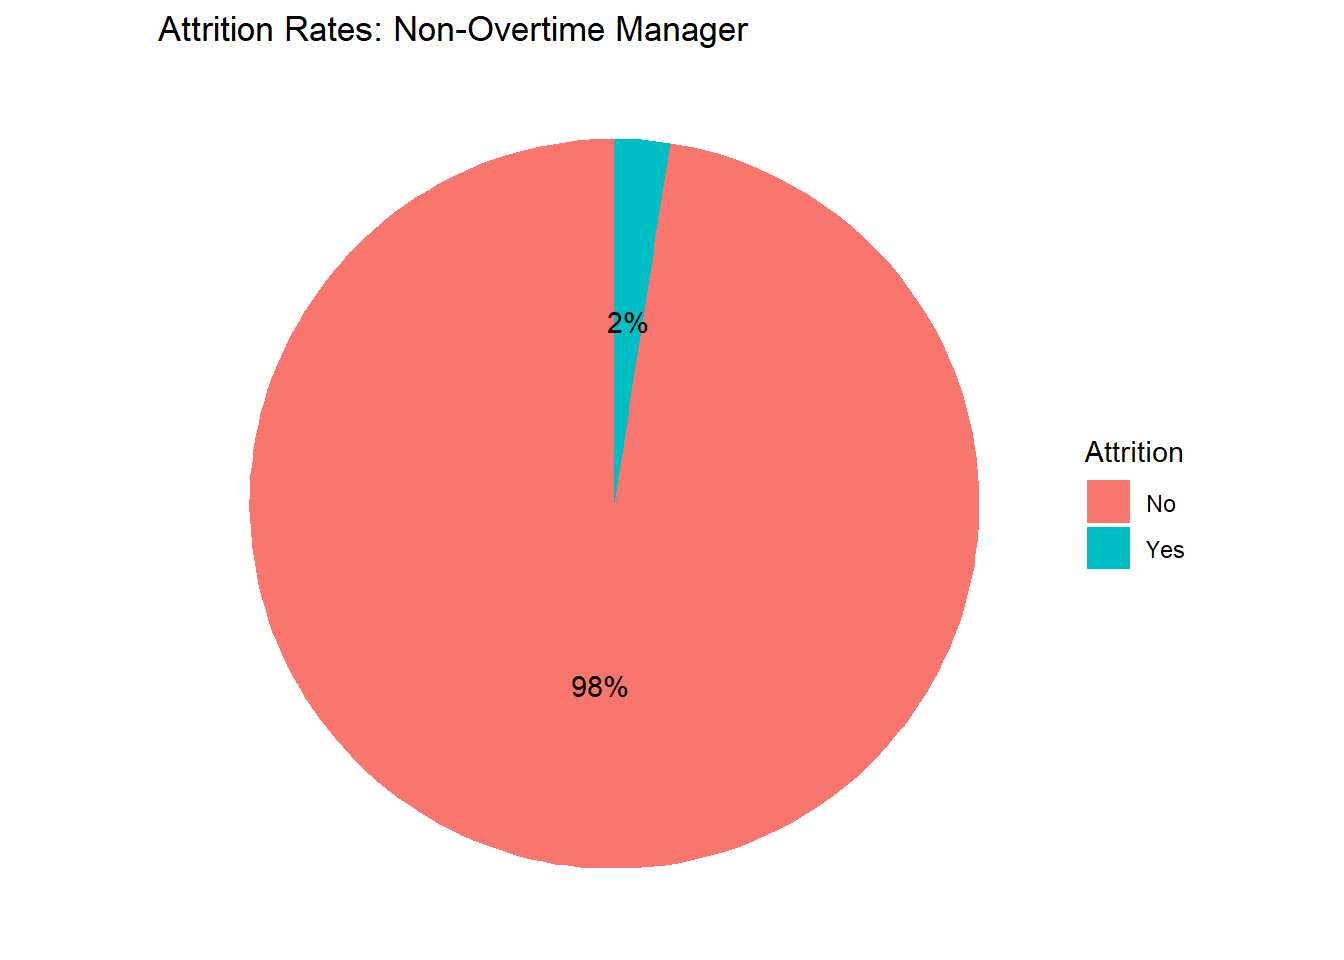 Attrition Rates: Non-Overtime Manager
2%
98%
Attrition
No
Yes